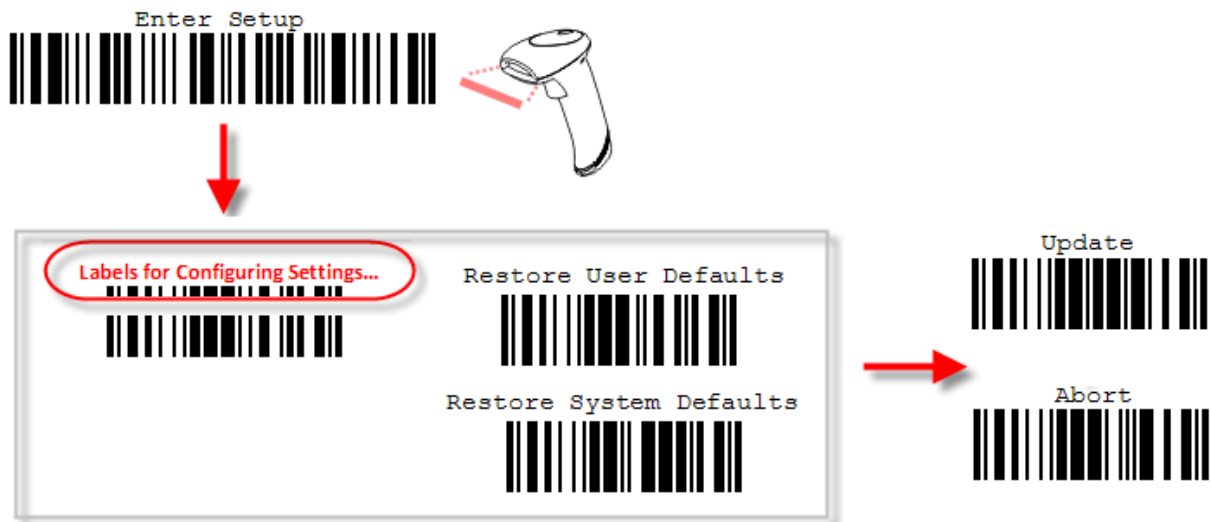 Enter Setup
Labels for Configuring Settings...
Restore User Defaults
Restore System Defaults
Update
Abort